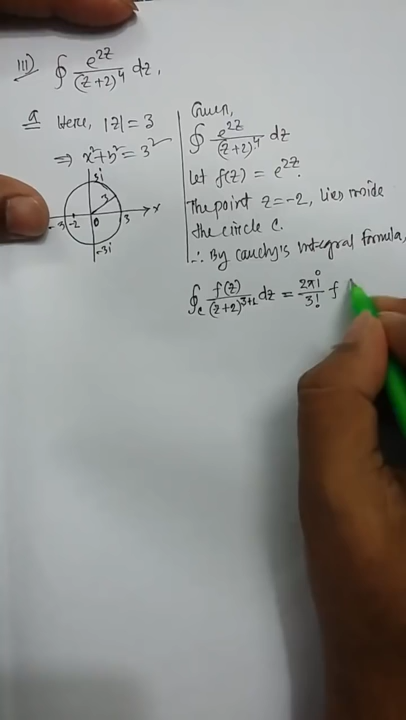 III) ∮ e^2Z / (Z+2)^4 dz,
a Here, |Z| = 3
⇒ x²+b² = 3²
3i
3
-3 -2 0 3 x
-3i
Given,
∮ e^2Z / (Z+2)^4 dz
Let f(Z) = e^2Z.
The point Z=-2, lies inside
the circle C.
∴ By cauchy's integral formula,
∮c f(Z) / (Z+2)^3+1 dz = 2πi / 3! f